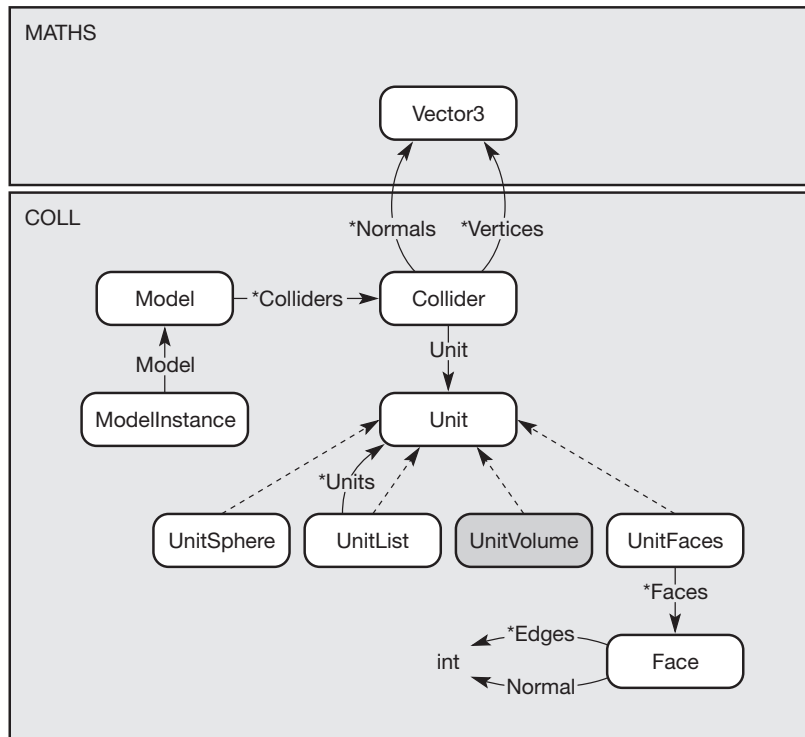 MATHS
Vector3
COLL
*Normals
*Vertices
Model
*Colliders
Collider
Model
Unit
ModelInstance
Unit
*Units
UnitSphere
UnitList
UnitVolume
UnitFaces
*Faces
*Edges
int
Face
Normal